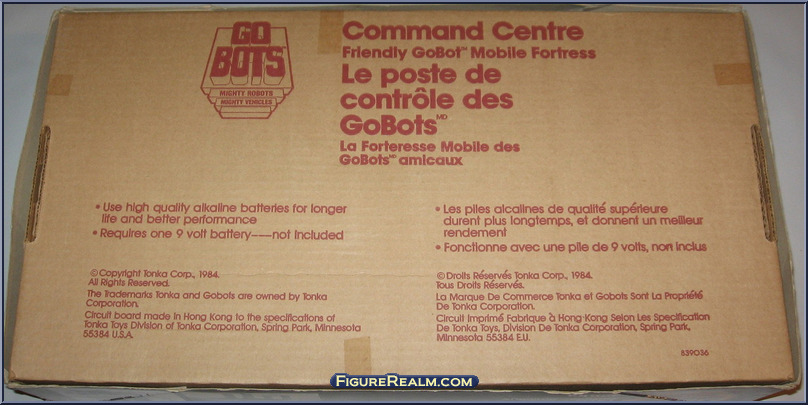 GO
BOTS™
MIGHTY ROBOTS
MIGHTY VEHICLES
Command Centre
Friendly GoBot™ Mobile Fortress
Le poste de
contrôle des
GoBots MD
La Forteresse Mobile des
GoBots MD amicaux
• Use high quality alkaline batteries for longer
life and better performance
• Requires one 9 volt battery---not included
• Les piles alcalines de qualité supérieure
durent plus longtemps, et donnent un meilleur
rendement
• Fonctionne avec une pile de 9 volts, non inclus
© Copyright Tonka Corp., 1984.
All Rights Reserved.
The Trademarks Tonka and Gobots are owned by Tonka
Corporation.
Circuit board made in Hong Kong to the specifications of
Tonka Toys Division of Tonka Corporation, Spring Park, Minnesota
55384 U.S.A.
© Droits Réservés Tonka Corp., 1984.
Tous Droits Réservés.
La Marque De Commerce Tonka et Gobots Sont La Propriété
De Tonka Corporation.
Circuit Imprimé Fabrique à Hong-Kong Selon Les Specification
De Tonka Toys, Division De Tonka Corporation, Spring Park,
Minnesota 55384 E.U.
539036
FIGUREREALM.COM